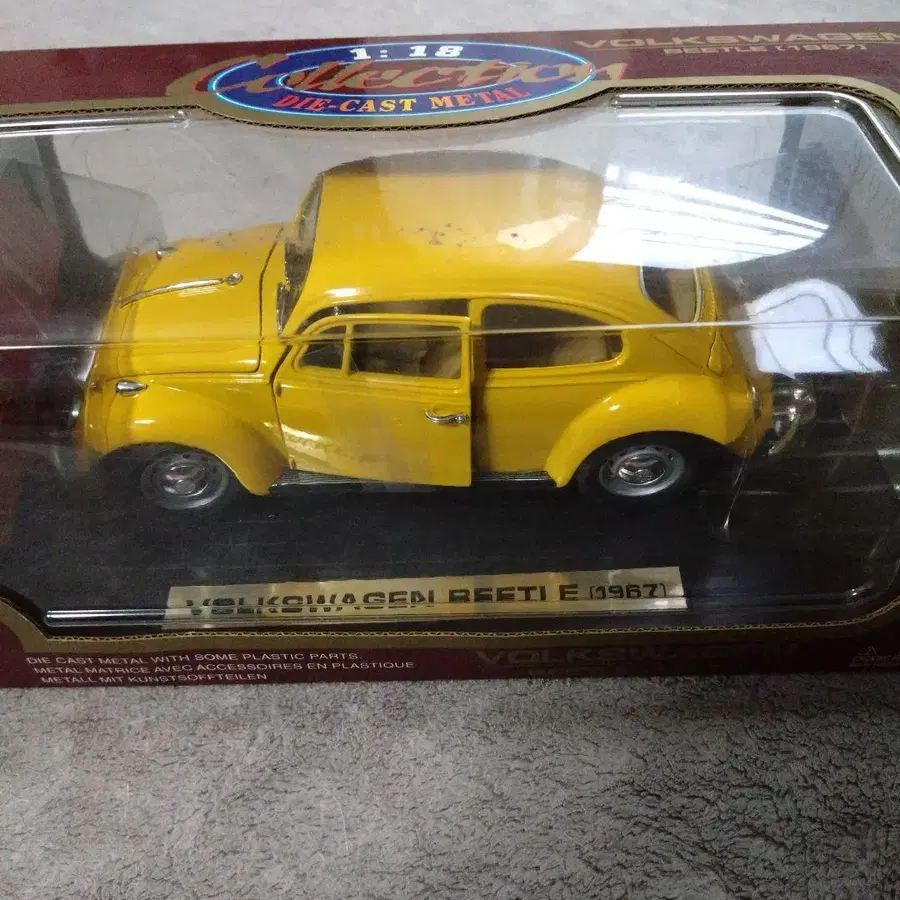 1:18
Collection
DIE-CAST METAL
VOLKSWAGEN
BEETLE (1967)
VOLKSWAGEN BEETLE (1967)
DIE CAST METAL WITH SOME PLASTIC PARTS.
METAL MATRICE AVEC ACCESSOIRES EN PLASTIQUE
METALL MIT KUNSTSOFFTEILEN
VOLKSWAGEN